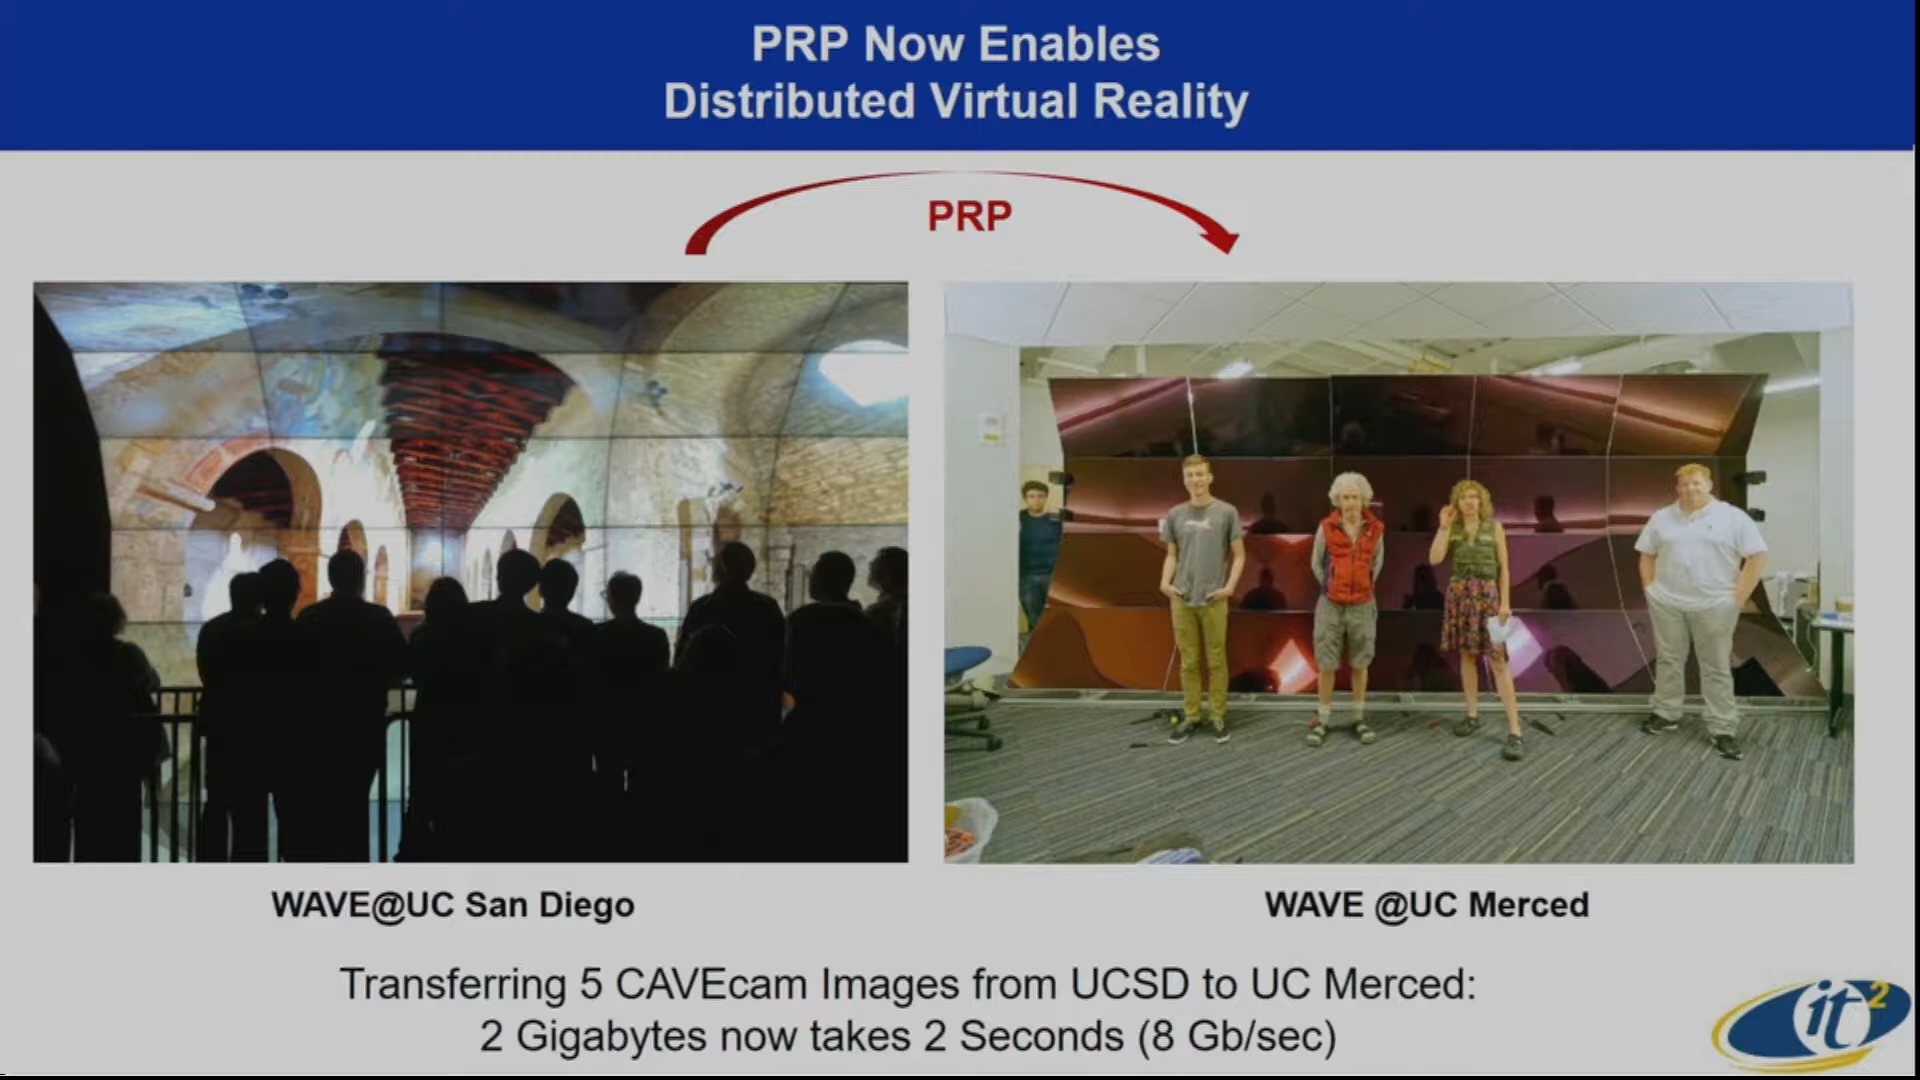 PRP Now Enables
Distributed Virtual Reality
PRP
WAVE@UC San Diego
WAVE @UC Merced
Transferring 5 CAVEcam Images from UCSD to UC Merced:
2 Gigabytes now takes 2 Seconds (8 Gb/sec)
it2